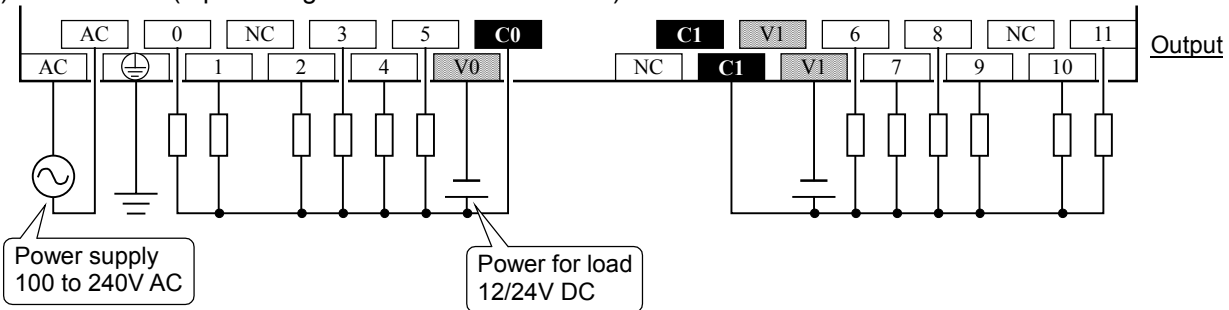 AC 0 NC 3 5 C0 C1 V1 6 8 NC 11
AC 1 2 4 V0 NC C1 V1 7 9 10
Output
Power supply
100 to 240V AC
Power for load
12/24V DC